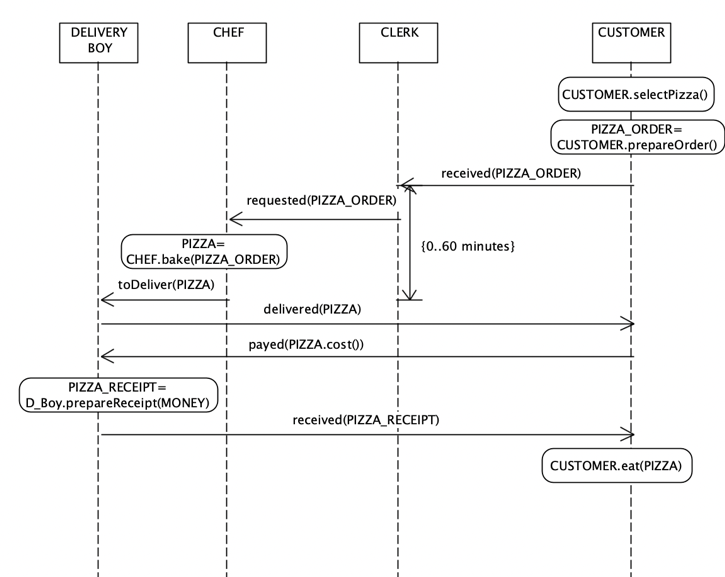 DELIVERY
BOY
CHEF
CLERK
CUSTOMER
CUSTOMER.selectPizza()
PIZZA_ORDER=
CUSTOMER.prepareOrder()
received(PIZZA_ORDER)
requested(PIZZA_ORDER)
PIZZA=
CHEF.bake(PIZZA_ORDER)
{0..60 minutes}
toDeliver(PIZZA)
delivered(PIZZA)
payed(PIZZA.cost())
PIZZA_RECEIPT=
D_Boy.prepareReceipt(MONEY)
received(PIZZA_RECEIPT)
CUSTOMER.eat(PIZZA)